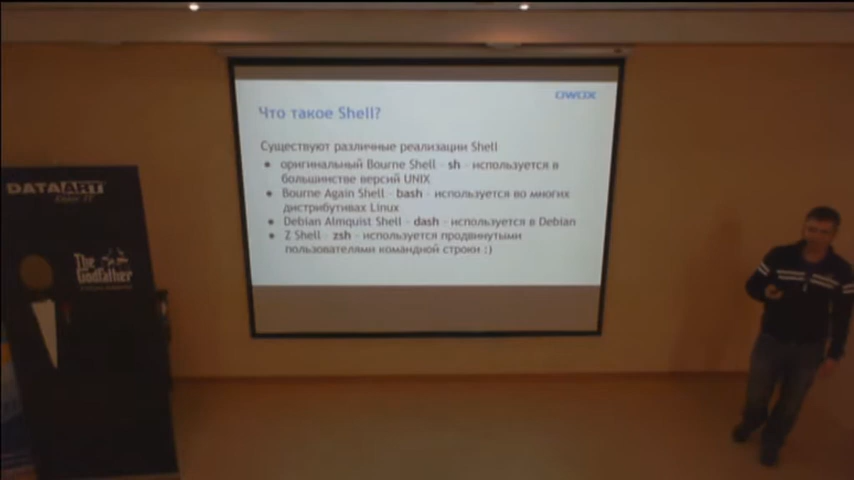 OWOX
Что такое Shell?
Существуют различные реализации Shell
• оригинальный Bourne Shell - sh - используется в
большинстве версий UNIX
• Bourne Again Shell - bash - используется во многих
дистрибутивах Linux
• Debian Almquist Shell - dash - используется в Debian
• Z Shell - zsh - используется продвинутыми
пользователями командной строки :)
DATAART
The
Godfather